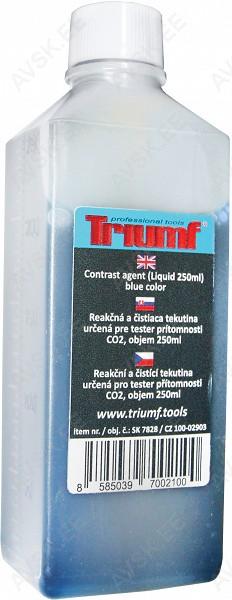 professional tools
Triumf®
Contrast agent (Liquid 250ml)
blue color
Reakčná a čistiaca tekutina
určená pre tester prítomnosti
CO2, objem 250ml
Reakční a čistící tekutina
určená pro tester přítomnosti
CO2, objem 250ml
www.triumf.tools
item nr. / obj. č.: SK 7828 / CZ 100-02903
8 585039 7002100
AVSK.EE